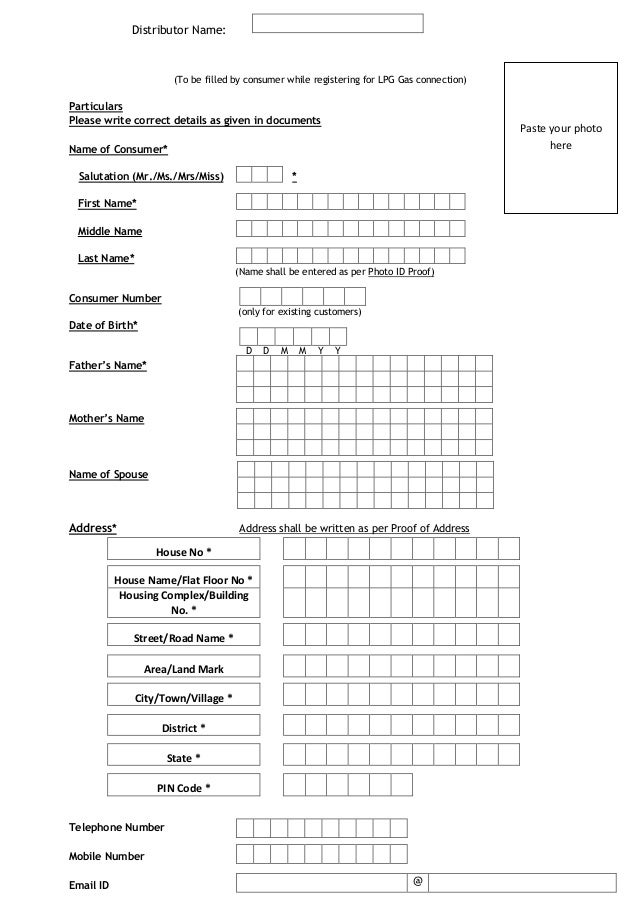 Distributor Name:
(To be filled by consumer while registering for LPG Gas connection)
Paste your photo
here
Particulars
Please write correct details as given in documents
Name of Consumer*
Salutation (Mr./Ms./Mrs/Miss) *
First Name*
Middle Name
Last Name*
(Name shall be entered as per Photo ID Proof)
Consumer Number
(only for existing customers)
Date of Birth*
D D M M Y Y
Father's Name*
Mother's Name
Name of Spouse
Address* Address shall be written as per Proof of Address
House No *
House Name/Flat Floor No *
Housing Complex/Building
No. *
Street/Road Name *
Area/Land Mark
City/Town/Village *
District *
State *
PIN Code *
Telephone Number
Mobile Number
Email ID @